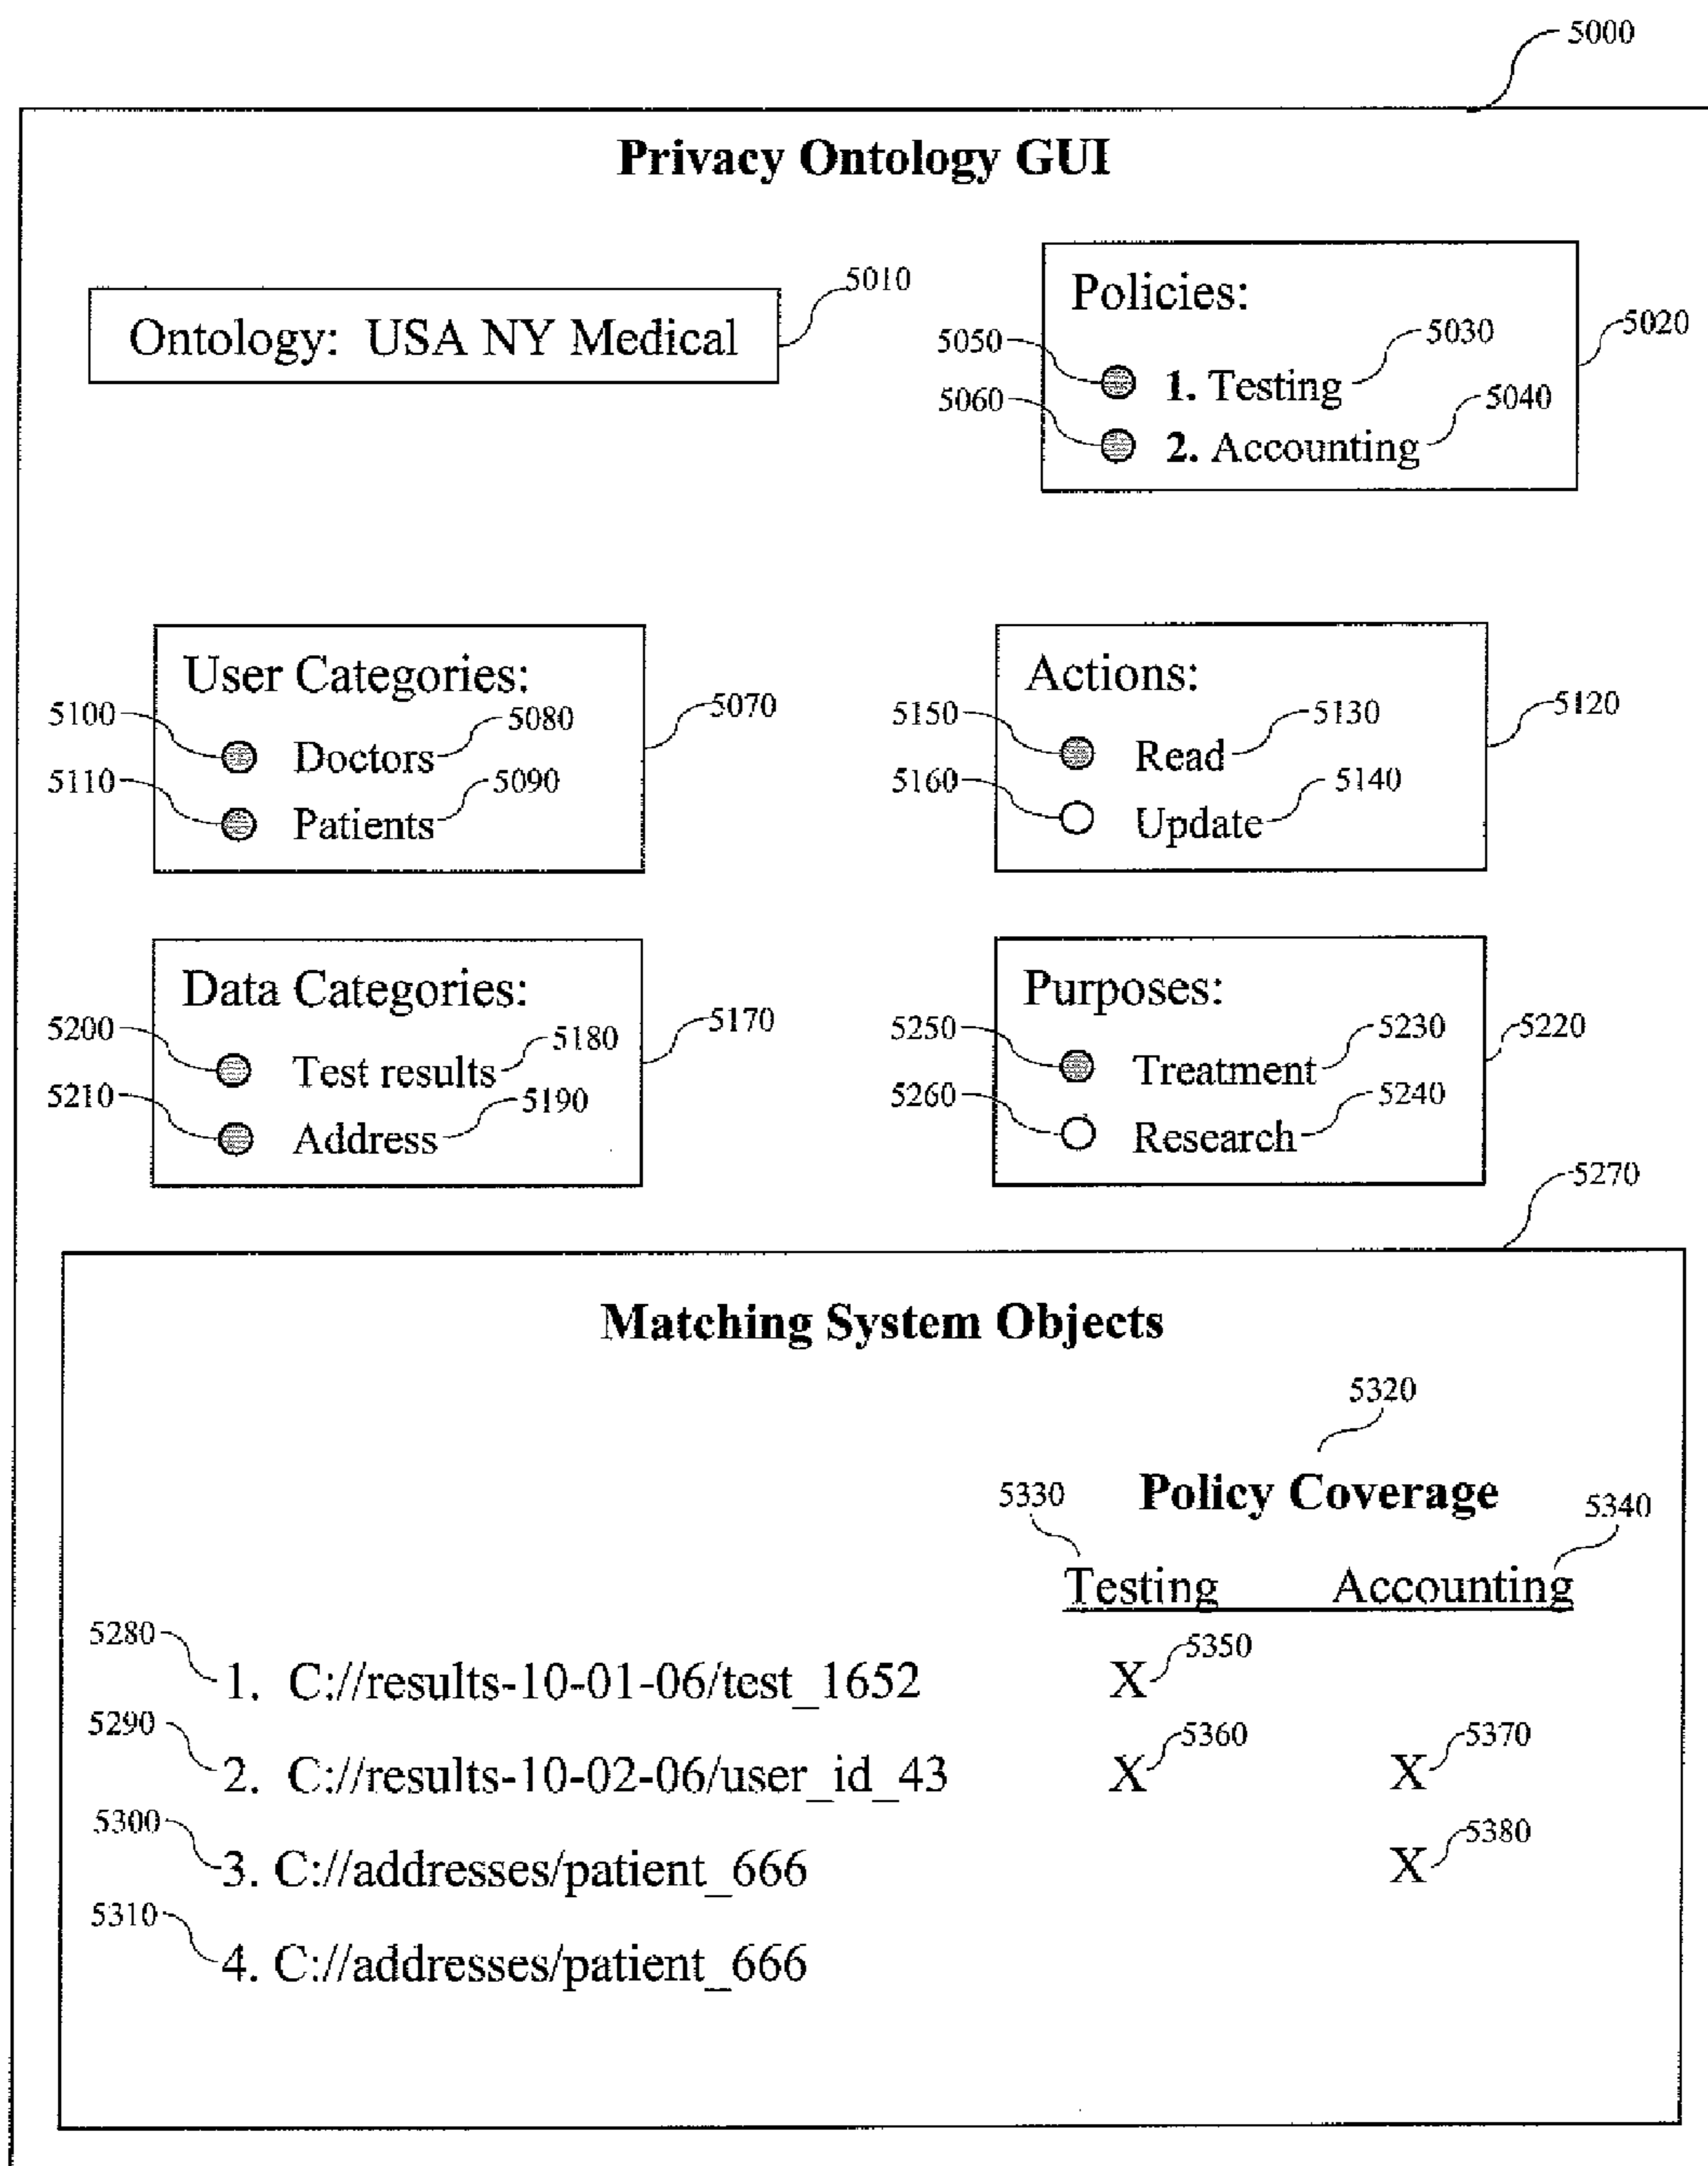 5000
Privacy Ontology GUI
5010
Ontology: USA NY Medical
Policies:
5020
5050 1. Testing 5030
5060 2. Accounting 5040
User Categories:
5070
5100 Doctors 5080
5110 Patients 5090
Actions:
5120
5150 Read 5130
5160 Update 5140
Data Categories:
5170
5200 Test results 5180
5210 Address 5190
Purposes:
5220
5250 Treatment 5230
5260 Research 5240
5270
Matching System Objects
5320
Policy Coverage
5330 5340
Testing Accounting
5280 1. C://results-10-01-06/test_1652 X 5350
5290 2. C://results-10-02-06/user_id_43 X 5360 X 5370
5300 3. C://addresses/patient_666 X 5380
5310 4. C://addresses/patient_666